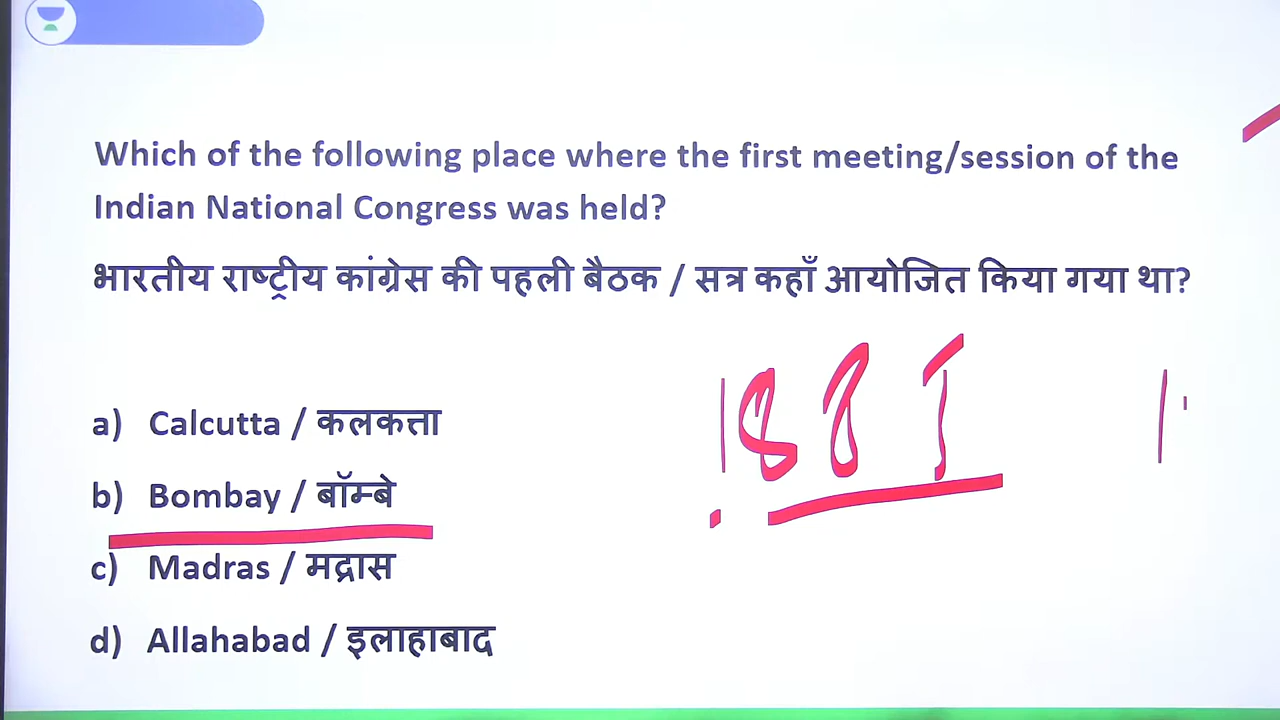 Which of the following place where the first meeting/session of the
Indian National Congress was held?
भारतीय राष्ट्रीय कांग्रेस की पहली बैठक / सत्र कहाँ आयोजित किया गया था?
a) Calcutta / कलकत्ता
b) Bombay / बॉम्बे
c) Madras / मद्रास
d) Allahabad / इलाहाबाद